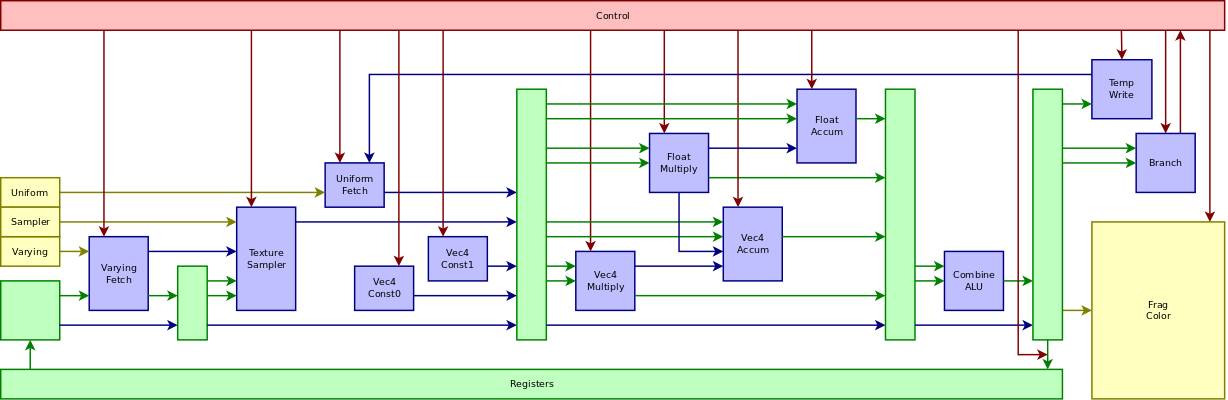 Control
Temp
Write
Float
Accum
Float
Multiply
Branch
Uniform
Fetch
Uniform
Sampler
Varying
Varying
Fetch
Texture
Sampler
Vec4
Const1
Vec4
Const0
Vec4
Accum
Vec4
Multiply
Combine
ALU
Frag
Color
Registers